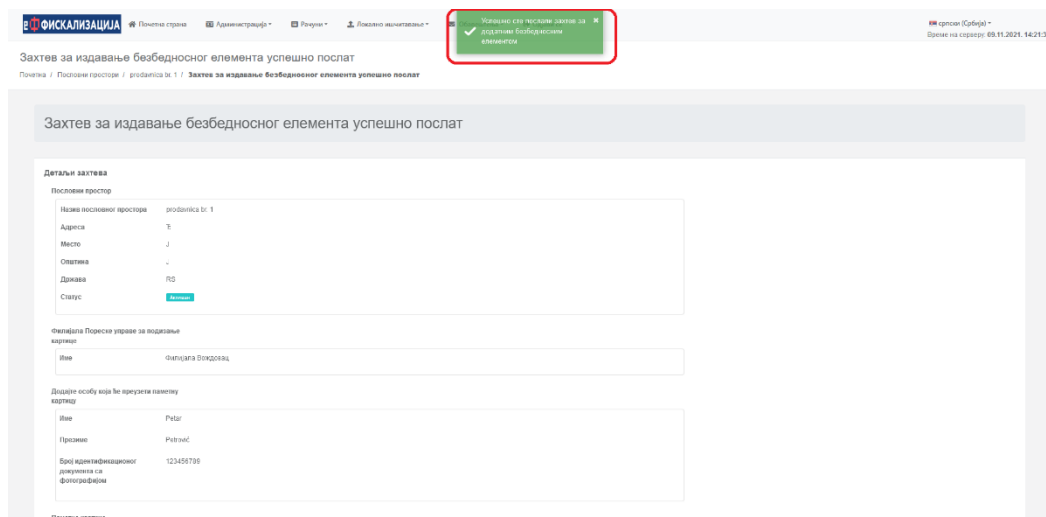 еФИСКАЛИЗАЦИЈА Почетна страна Администрација Рачуни Локално ишчитавање
Успешно сте послали захтев за додатним безбедносним елементом
српски (Србија)
Време на серверу: 09.11.2021. 14:21:3
Захтев за издавање безбедносног елемента успешно послат
Почетна / Пословни простори / prodavnica br. 1 / Захтев за издавање безбедносног елемента успешно послат
Захтев за издавање безбедносног елемента успешно послат
Детаљи захтева
Пословни простор
Назив пословног простора prodavnica br. 1
Адреса
Место J
Општина
Држава RS
Статус
Филијала Пореске управе за подизање
картице
Име Филијала Вождовац
Додајте особу која ће преузети паметну
картицу
Име Petar
Презиме Petrović
Број идентификационог 123456789
документа са
фотографијом